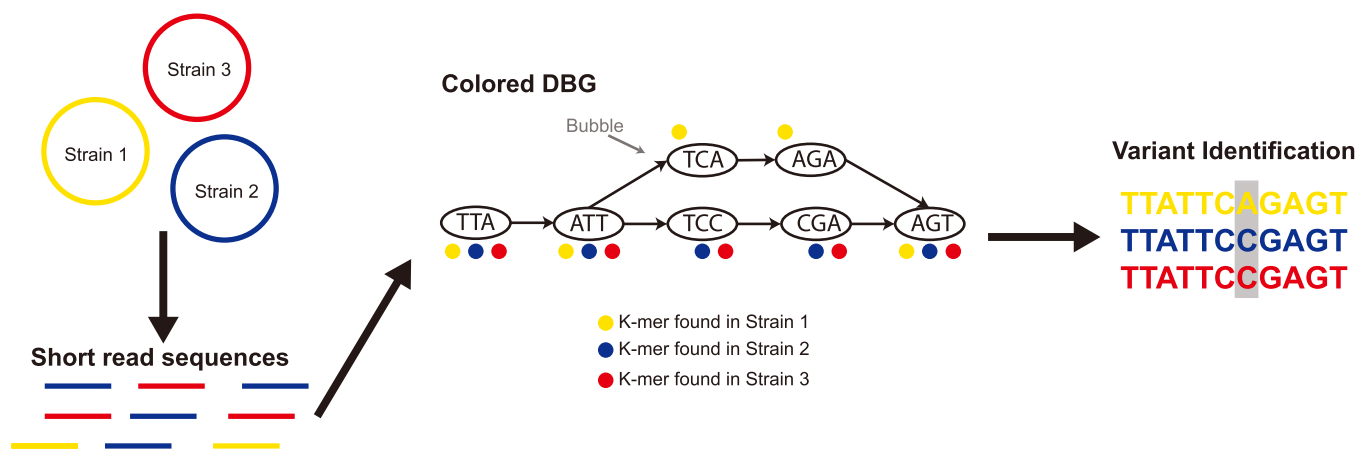 Strain 3
Strain 1
Strain 2
Short read sequences
Colored DBG
Bubble
TCA
AGA
TTA
ATT
TCC
CGA
AGT
K-mer found in Strain 1
K-mer found in Strain 2
K-mer found in Strain 3
Variant Identification
TTATTCAGAGT
TTATTCCGAGT
TTATTCCGAGT